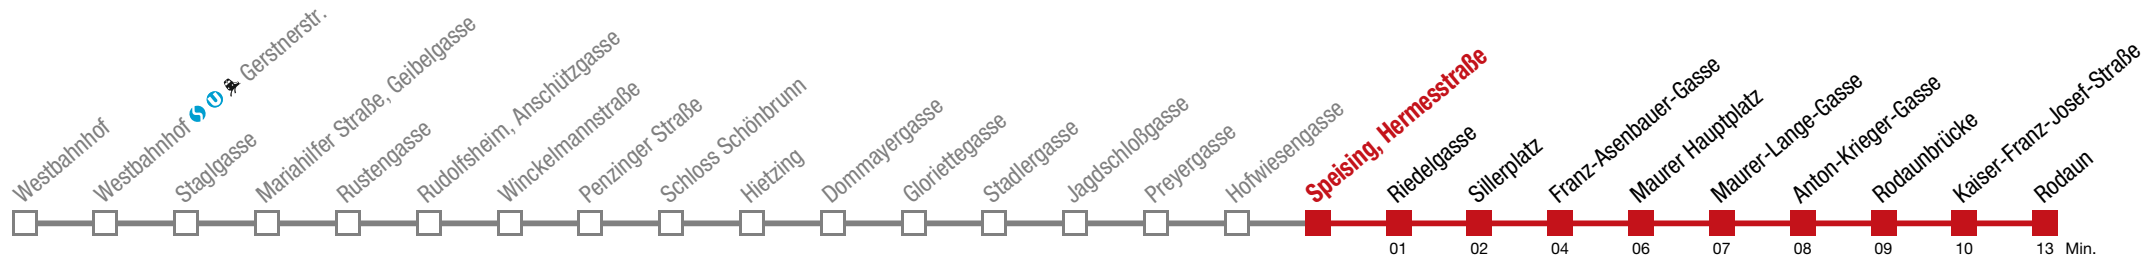 Westbahnhof
Westbahnhof S U Gerstnerstr.
Staglgasse
Mariahilfer Straße, Geibelgasse
Rustengasse
Rudolfsheim, Anschützgasse
Winckelmannstraße
Penzinger Straße
Schloss Schönbrunn
Hietzing
Dommayergasse
Gloriettegasse
Stadlergasse
Jagdschloßgasse
Preyergasse
Hofwiesengasse
Speising, Hermesstraße
Riedelgasse
Sillerplatz
Franz-Asenbauer-Gasse
Maurer Hauptplatz
Maurer-Lange-Gasse
Anton-Krieger-Gasse
Rodaunbrücke
Kaiser-Franz-Josef-Straße
Rodaun
01 02 04 06 07 08 09 10 13 Min.